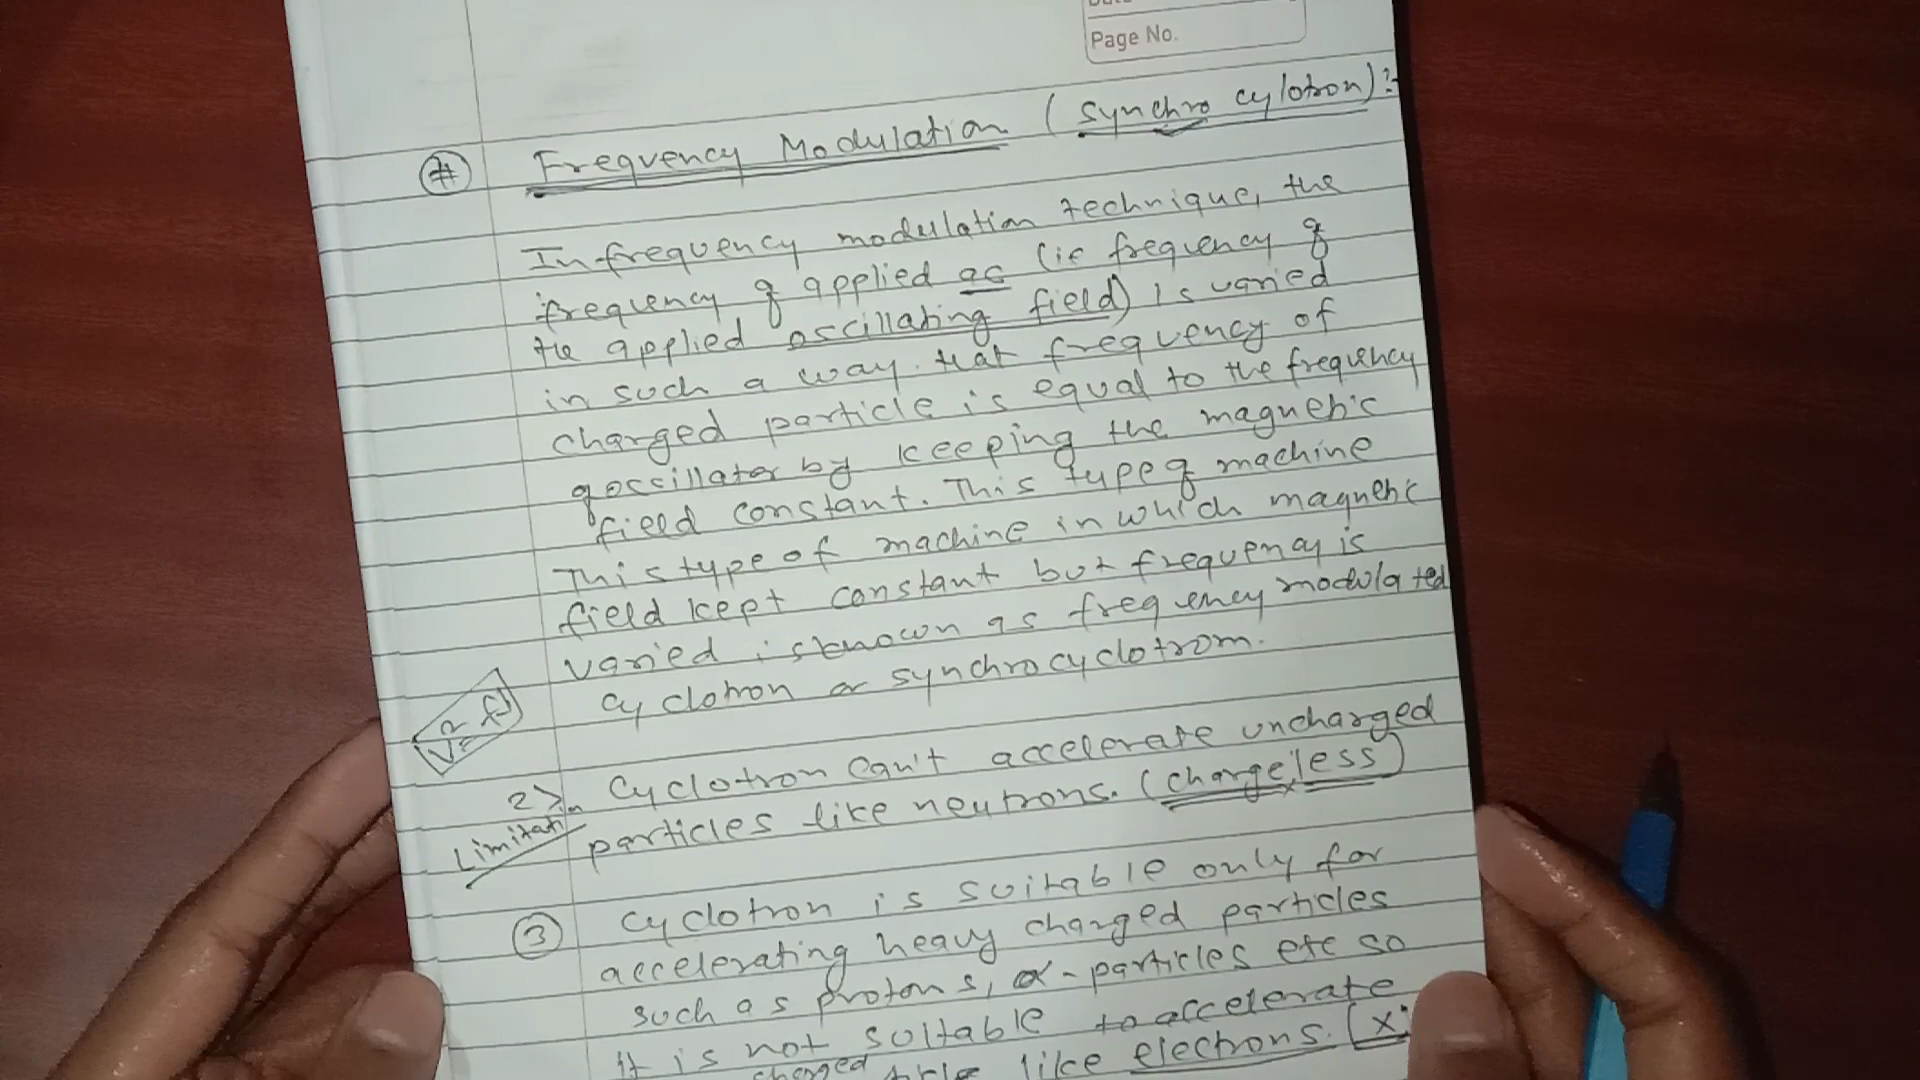 Page No.
# Frequency Modulation (synchro cylotron):-
In frequency modulation technique, the
frequency of applied ac (ie frequency of
the applied oscillating field) is varied
in such a way that frequency of
charged particle is equal to the frequency
of oscillator by keeping the magnetic
field constant. This type of machine
This type of machine in which magnetic
field kept constant but frequency is
varied is known as frequency modulated
cyclotron or synchrocyclotrom.
2> Cyclotron can't accelerate uncharged
Limitatn particles like neutrons. (chargeless)
3 Cyclotron is suitable only for
accelerating heavy charged particles
such as protons, α-particles etc so
it is not suitable to accelerate
charged like electrons. (x)